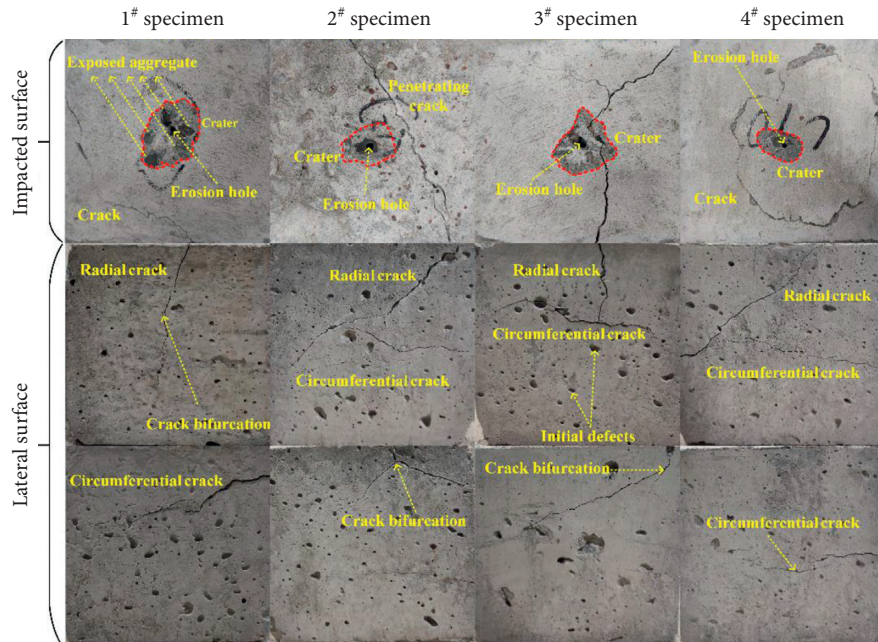 1# specimen
2# specimen
3# specimen
4# specimen
Impacted surface
Exposed aggregate
Crater
Erosion hole
Crack
Penetrating
crack
Crater
Erosion hole
Crater
Erosion hole
Erosion hole
Crater
Crack
Lateral surface
Radial crack
Crack bifurcation
Radial crack
Circumferential crack
Radial crack
Circumferential crack
Initial defects
Radial crack
Circumferential crack
Circumferential crack
Crack bifurcation
Crack bifurcation
Circumferential crack